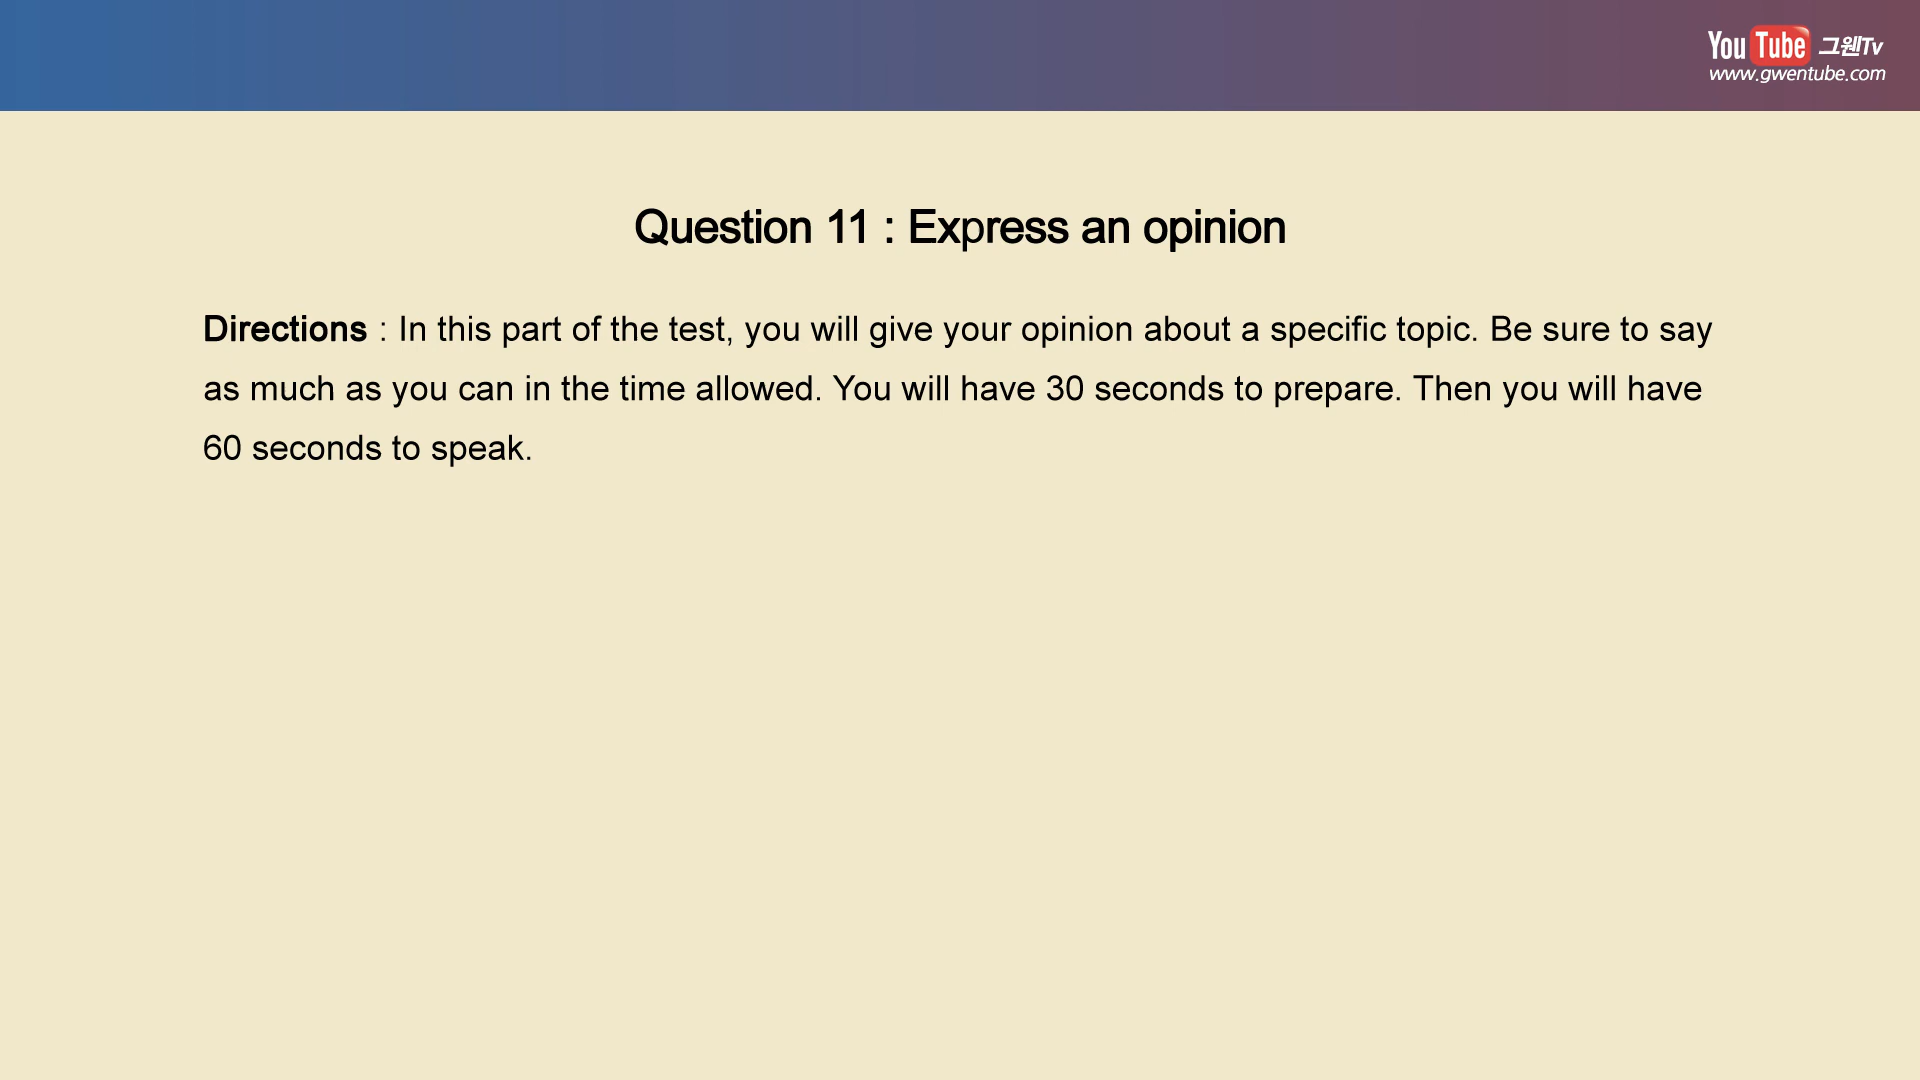 YouTube 그웬Tv
www.gwentube.com
Question 11 : Express an opinion
Directions : In this part of the test, you will give your opinion about a specific topic. Be sure to say
as much as you can in the time allowed. You will have 30 seconds to prepare. Then you will have
60 seconds to speak.